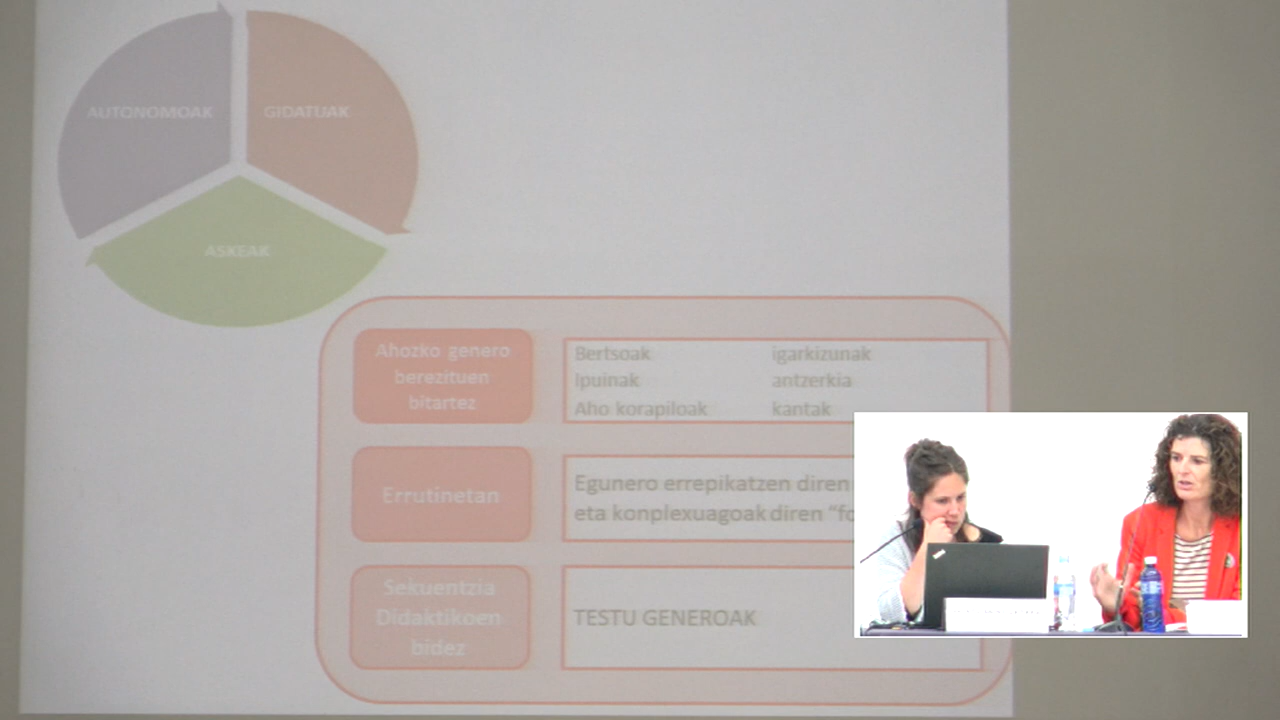 AUTONOMOAK
GIDATUAK
ASKEAK
Ahozko genero
berezituen
bitartez
Bertsoak igarkizunak
Ipuinak antzerkia
Aho korapiloak kantak
Errutinetan
Egunero errepikatzen diren
eta konplexuagoak diren “fo
Sekuentzia
Didaktikoen
bidez
TESTU GENEROAK